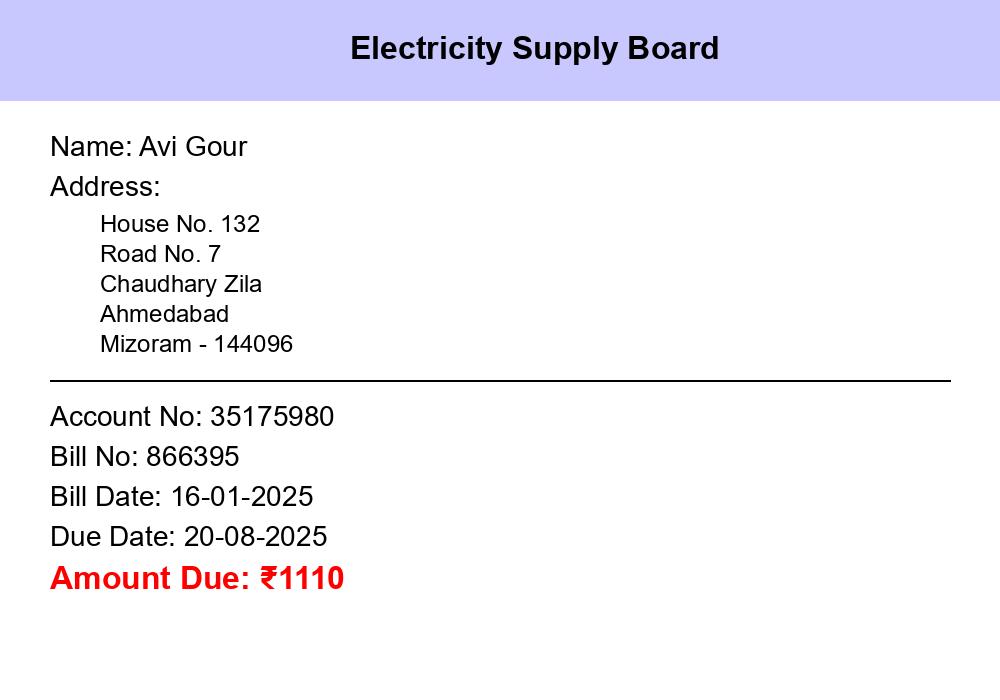 Electricity Supply Board
Name: Avi Gour
Address:
House No. 132
Road No. 7
Chaudhary Zila
Ahmedabad
Mizoram - 144096
Account No: 35175980
Bill No: 866395
Bill Date: 16-01-2025
Due Date: 20-08-2025
Amount Due: ₹1110